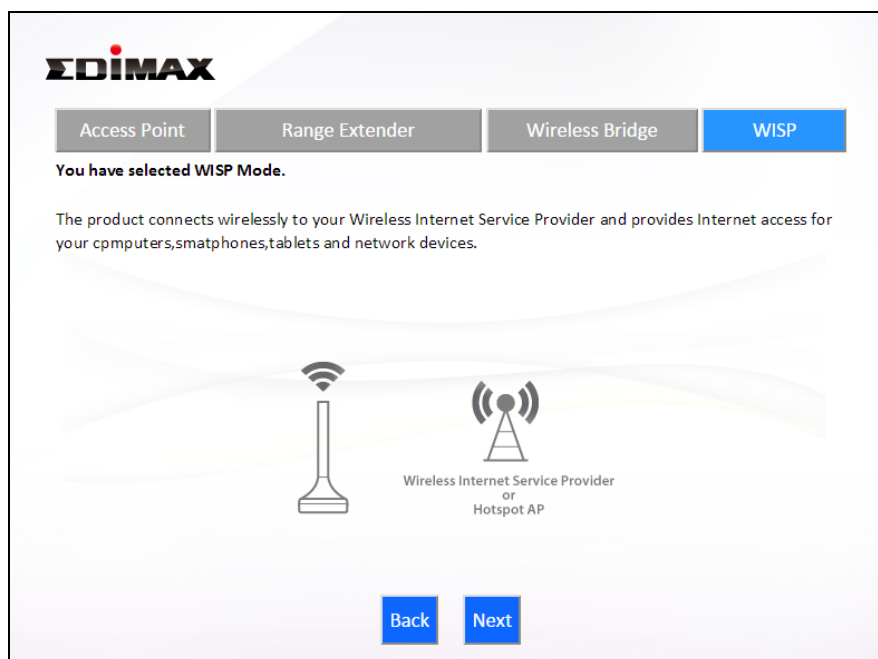 EDIMAX
Access Point
Range Extender
Wireless Bridge
WISP
You have selected WISP Mode.
The product connects wirelessly to your Wireless Internet Service Provider and provides Internet access for
your cpmputers,smatphones,tablets and network devices.
Wireless Internet Service Provider
or
Hotspot AP
Back
Next